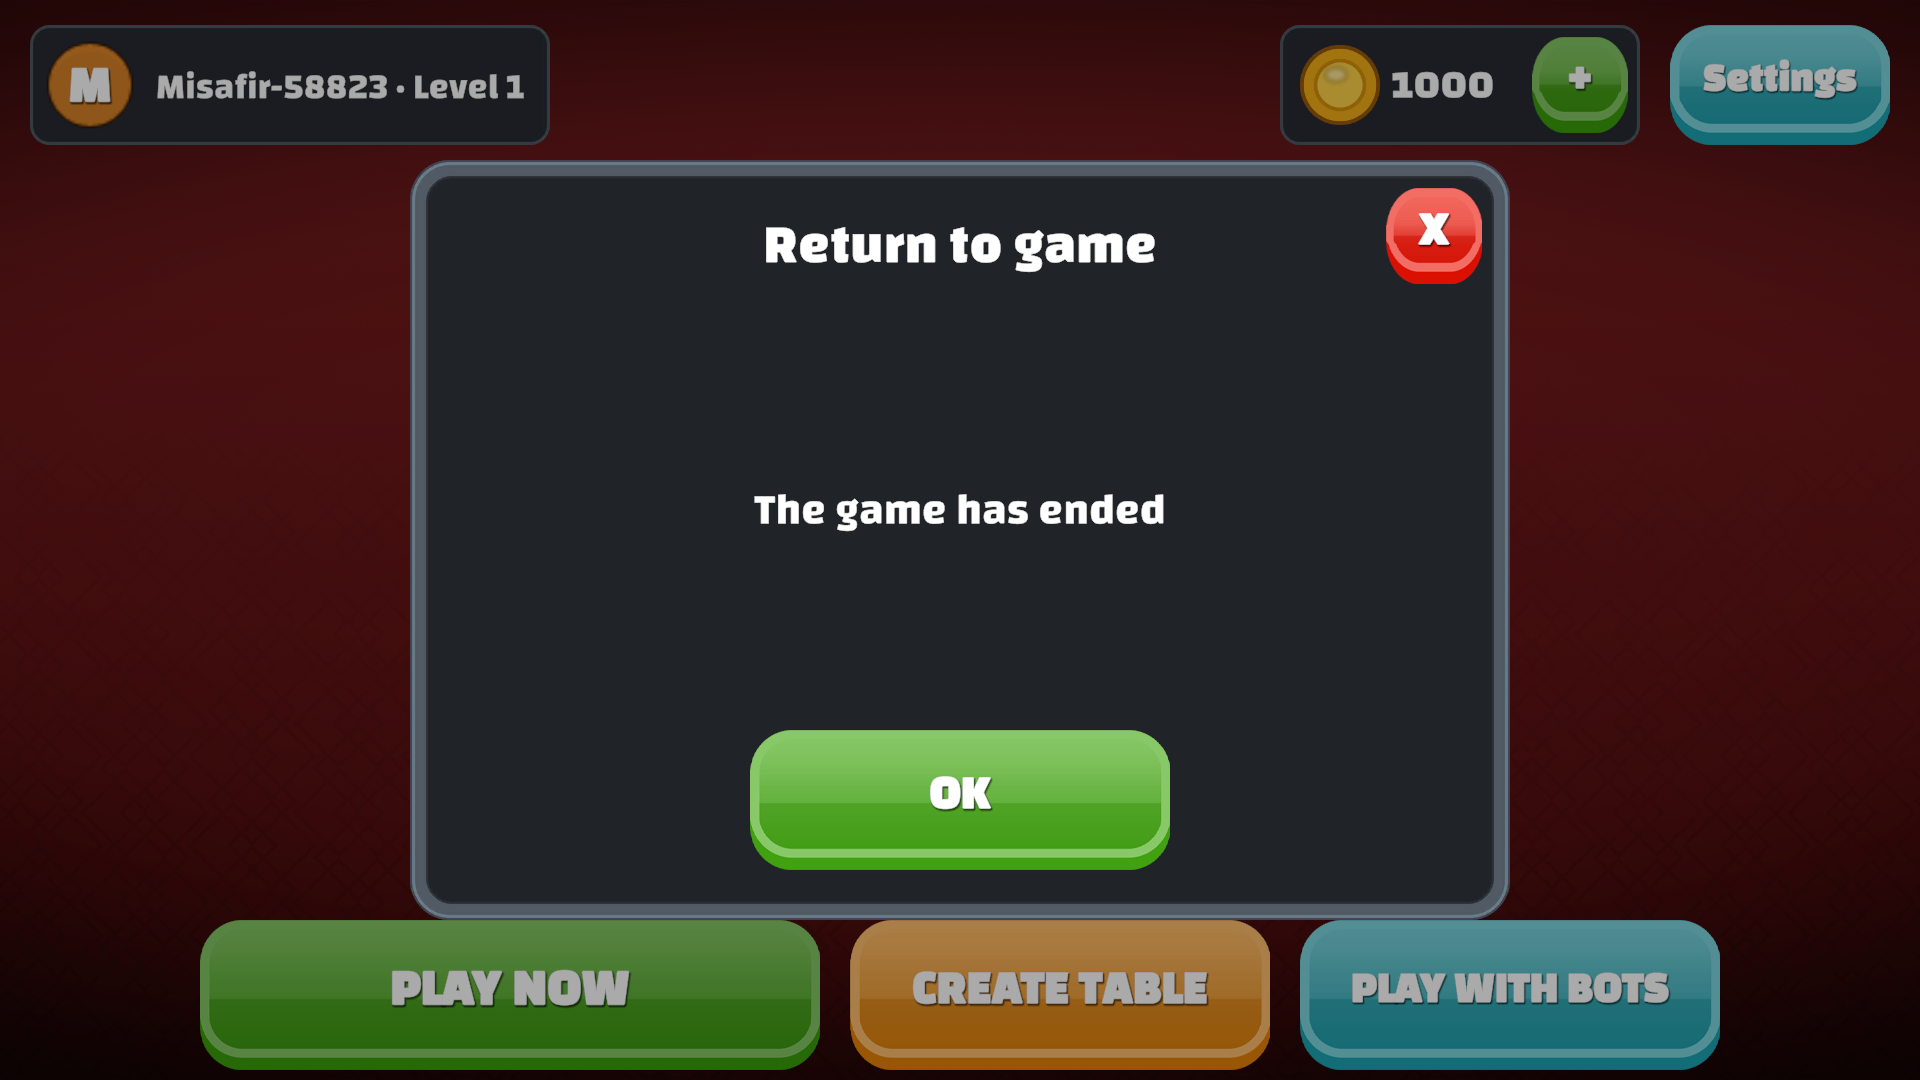 M
Misafir-58823 • Level 1
1000
+
Settings
Return to game
X
The game has ended
OK
PLAY NOW
CREATE TABLE
PLAY WITH BOTS